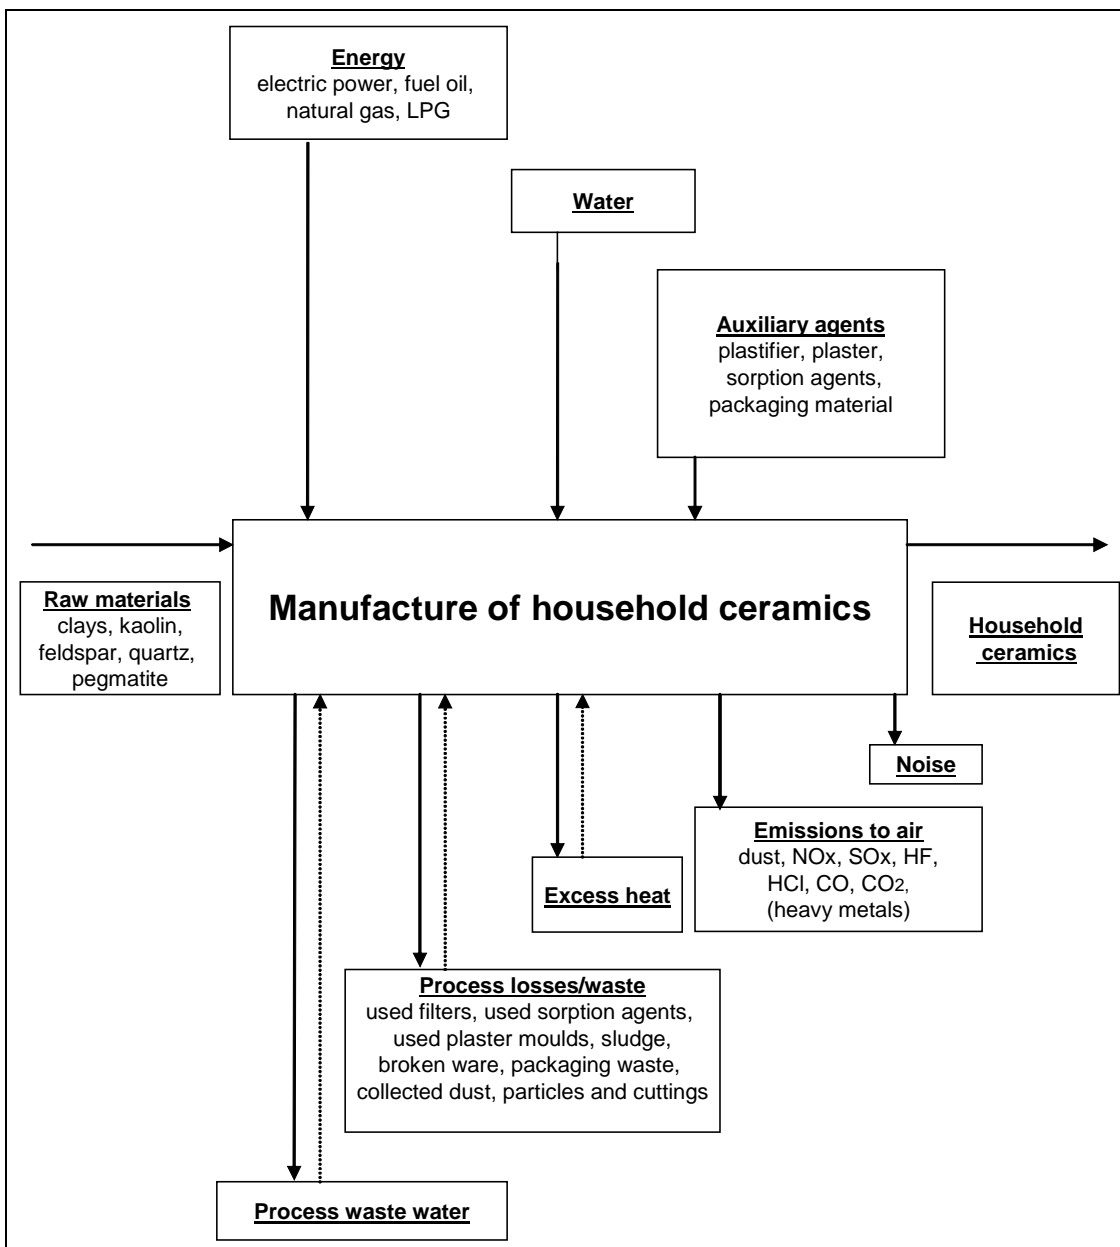 Energy
electric power, fuel oil,
natural gas, LPG
Water
Auxiliary agents
plastifier, plaster,
sorption agents,
packaging material
Manufacture of household ceramics
Raw materials
clays, kaolin,
feldspar, quartz,
pegmatite
Household
ceramics
Noise
Emissions to air
dust, NOx, SOx, HF,
HCl, CO, CO2,
(heavy metals)
Excess heat
Process losses/waste
used filters, used sorption agents,
used plaster moulds, sludge,
broken ware, packaging waste,
collected dust, particles and cuttings
Process waste water